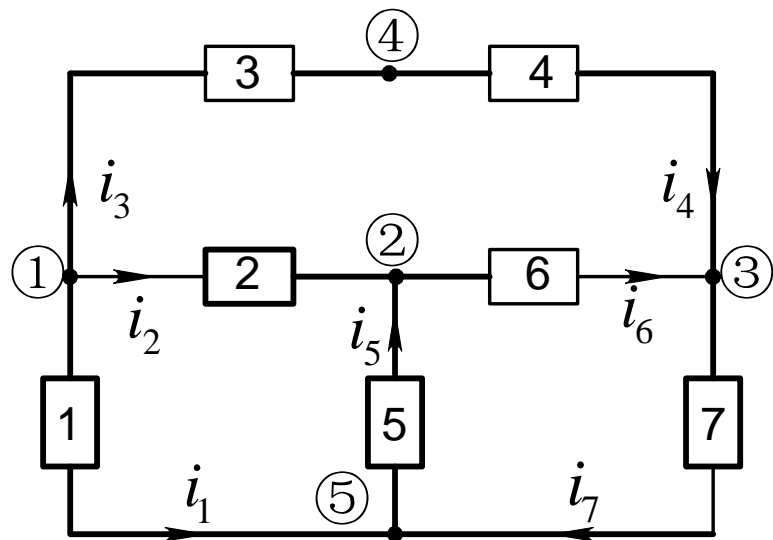 ④
3 4
i₃ i₄
① 2 ② 6 ③
i₂ i₅ i₆
1 5 7
i₁ ⑤ i₇